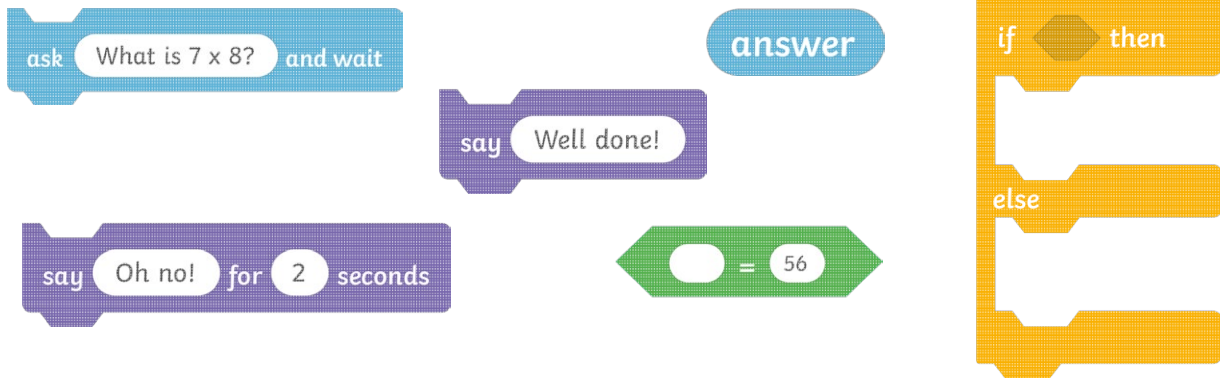 ask What is 7 x 8? and wait
answer
if then
say Well done!
else
say Oh no! for 2 seconds
= 56